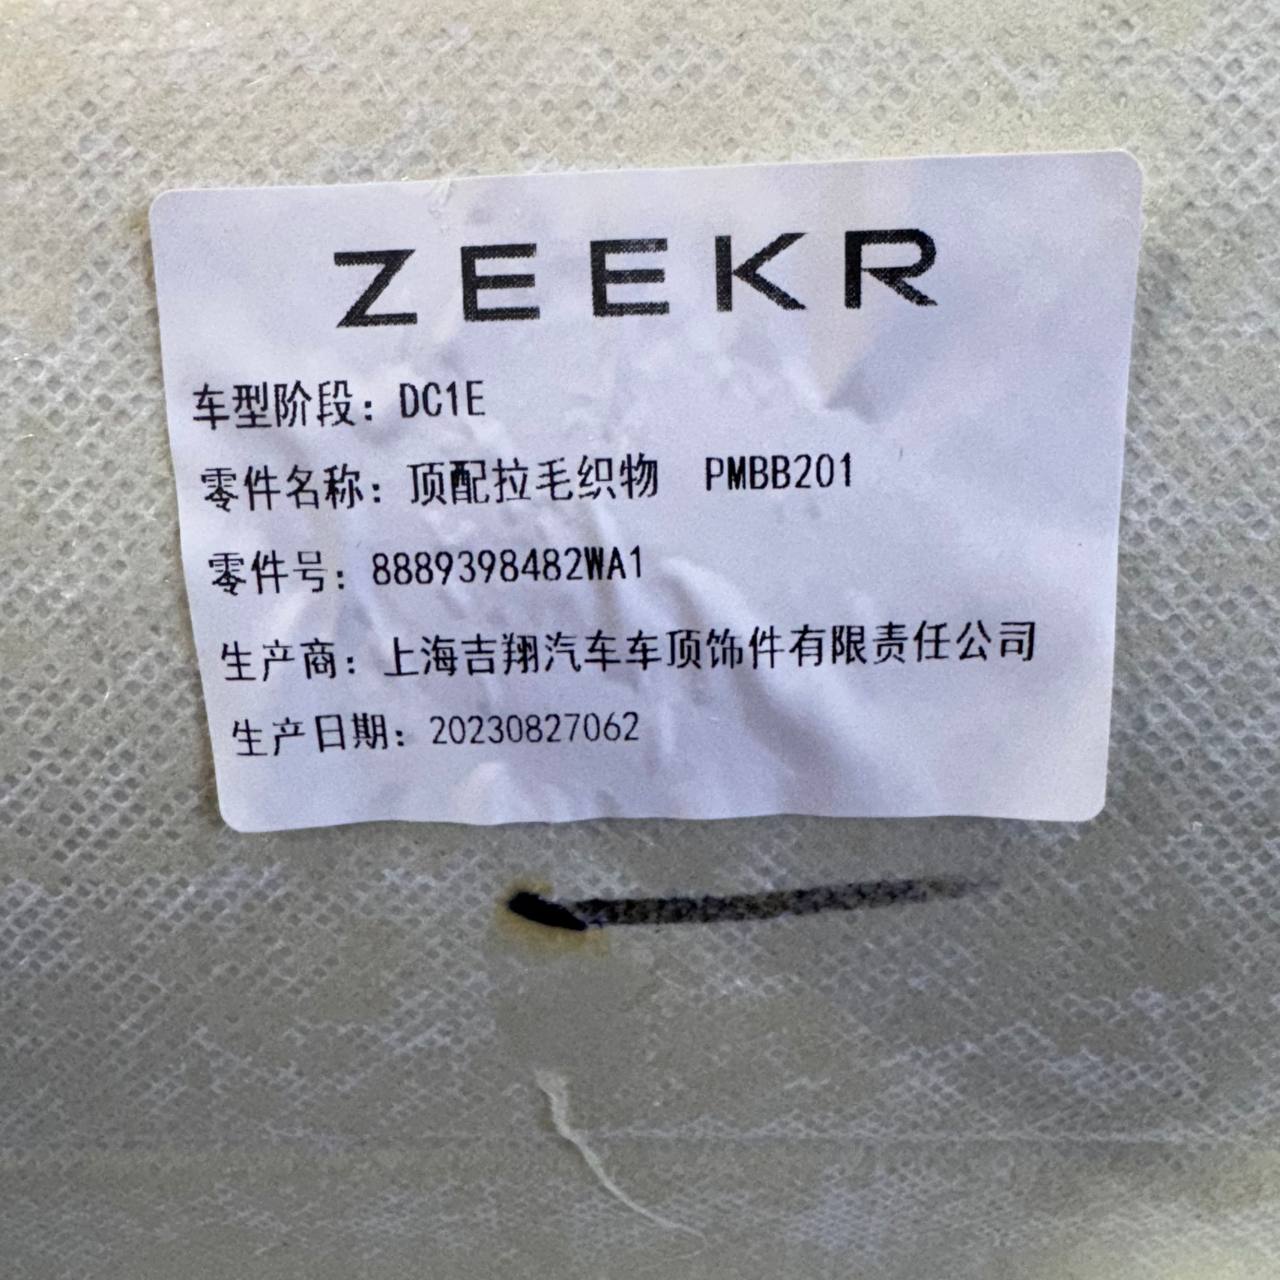 ZEEKR
车型阶段：DC1E
零件名称：顶配拉毛织物 PMBB201
零件号：8889398482WA1
生产商：上海吉翔汽车车顶饰件有限责任公司
生产日期：20230827062